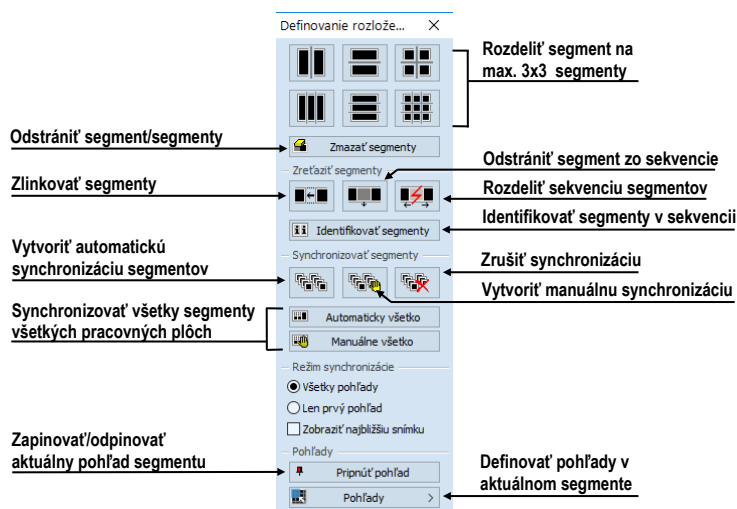 Definovanie rozlože...
Rozdeliť segment na
max. 3x3 segmenty
Odstrániť segment/segmenty
Zmazať segmenty
Zreťaziť segmenty
Odstrániť segment zo sekvencie
Zlinkovať segmenty
Rozdeliť sekvenciu segmentov
Identifikovať segmenty v sekvencii
Identifikovať segmenty
Vytvoriť automatickú
synchronizáciu segmentov
Synchronizovať segmenty
Zrušiť synchronizáciu
Vytvoriť manuálnu synchronizáciu
Synchronizovať všetky segmenty
všetkých pracovných plôch
Automaticky všetko
Manuálne všetko
Režim synchronizácie
Všetky pohľady
Len prvý pohľad
Zobraziť najbližšiu snímku
Zapinovať/odpinovať
aktuálny pohľad segmentu
Pohľady
Pripnúť pohľad
Pohľady
Definovať pohľady v
aktuálnom segmente